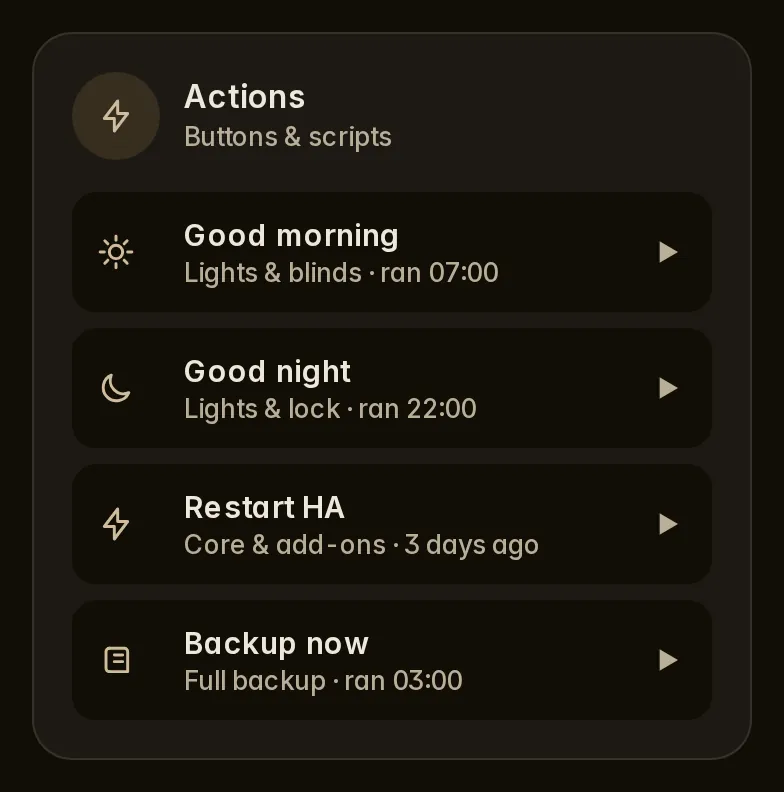 Actions
Buttons & scripts
Good morning
Lights & blinds · ran 07:00
Good night
Lights & lock · ran 22:00
Restart HA
Core & add-ons · 3 days ago
Backup now
Full backup · ran 03:00